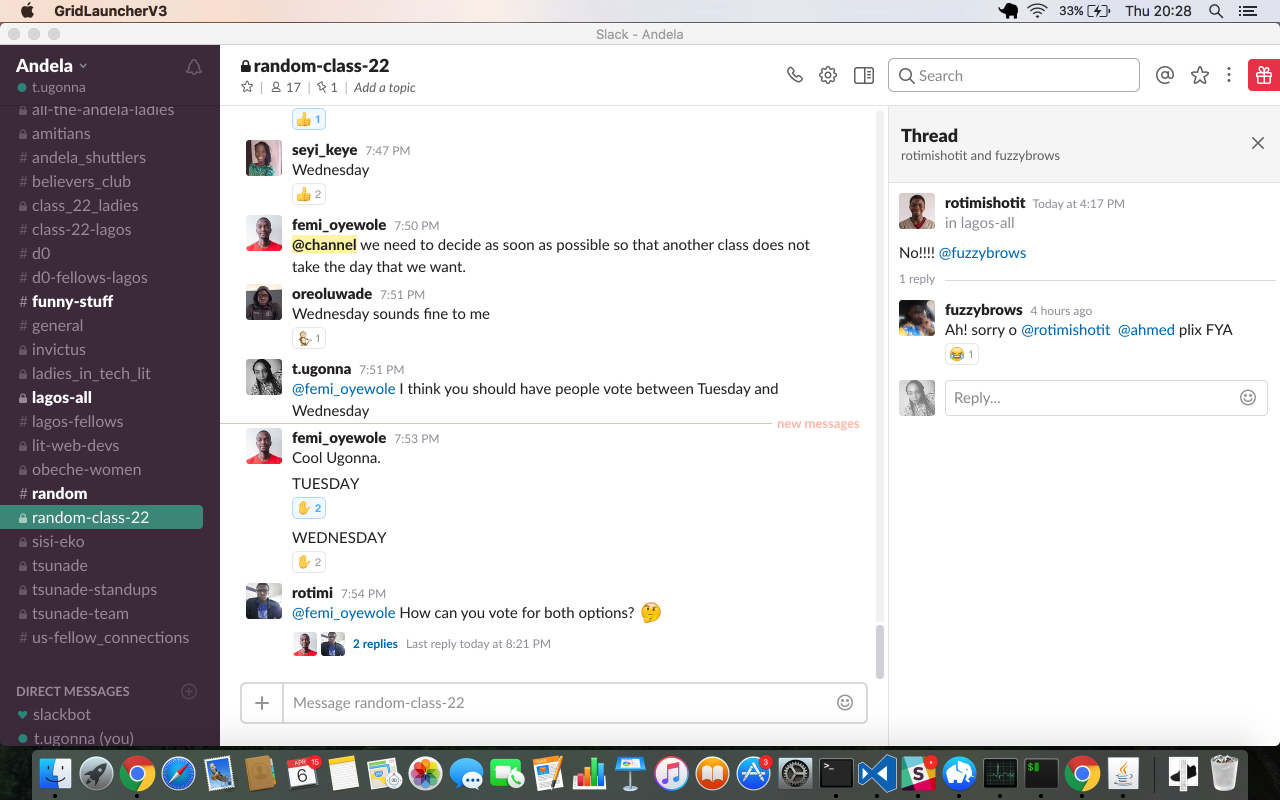 GridLauncherV3
33%
Thu 20:28
Slack - Andela
Andela
t.ugonna
all-the-andela-ladies
amitians
# andela_shuttlers
# believers_club
class_22_ladies
# class-22-lagos
# d0
# d0-fellows-lagos
# funny-stuff
# general
invictus
ladies_in_tech_lit
lagos-all
# lagos-fellows
lit-web-devs
obeche-women
# random
random-class-22
sisi-eko
tsunade
tsunade-standups
tsunade-team
# us-fellow_connections
DIRECT MESSAGES
slackbot
t.ugonna (you)
random-class-22
| 17 | 1 | Add a topic
Search
1
seyi_keye 7:47 PM
Wednesday
2
femi_oyewole 7:50 PM
@channel we need to decide as soon as possible so that another class does not
take the day that we want.
oreoluwade 7:51 PM
Wednesday sounds fine to me
1
t.ugonna 7:51 PM
@femi_oyewole I think you should have people vote between Tuesday and
Wednesday
new messages
femi_oyewole 7:53 PM
Cool Ugonna.
TUESDAY
2
WEDNESDAY
2
rotimi 7:54 PM
@femi_oyewole How can you vote for both options?
2 replies Last reply today at 8:21 PM
Message random-class-22
Thread
rotimishotit and fuzzybrows
rotimishotit Today at 4:17 PM
in lagos-all
No!!!! @fuzzybrows
1 reply
fuzzybrows 4 hours ago
Ah! sorry o @rotimishotit @ahmed plix FYA
1
Reply...
APR 15
6
3